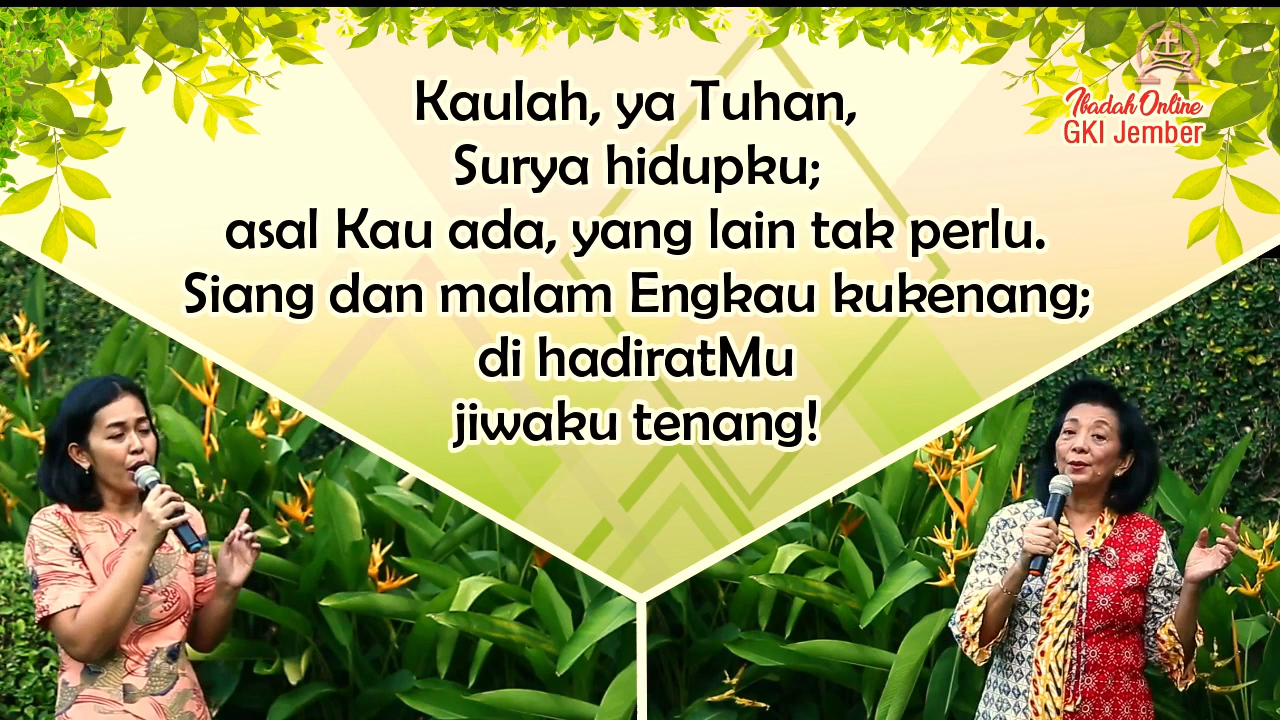 Kaulah, ya Tuhan,
Surya hidupku;
asal Kau ada, yang lain tak perlu.
Siang dan malam Engkau kukenang;
di hadiratMu
jiwaku tenang!
Ibadah Online
GKI Jember